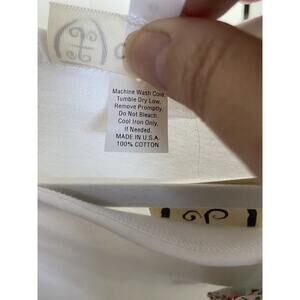 Machine Wash Cold
Tumble Dry Low.
Remove Promptly.
Do Not Bleach.
Cool Iron Only,
If Needed.
MADE IN U.S.A.
100% COTTON